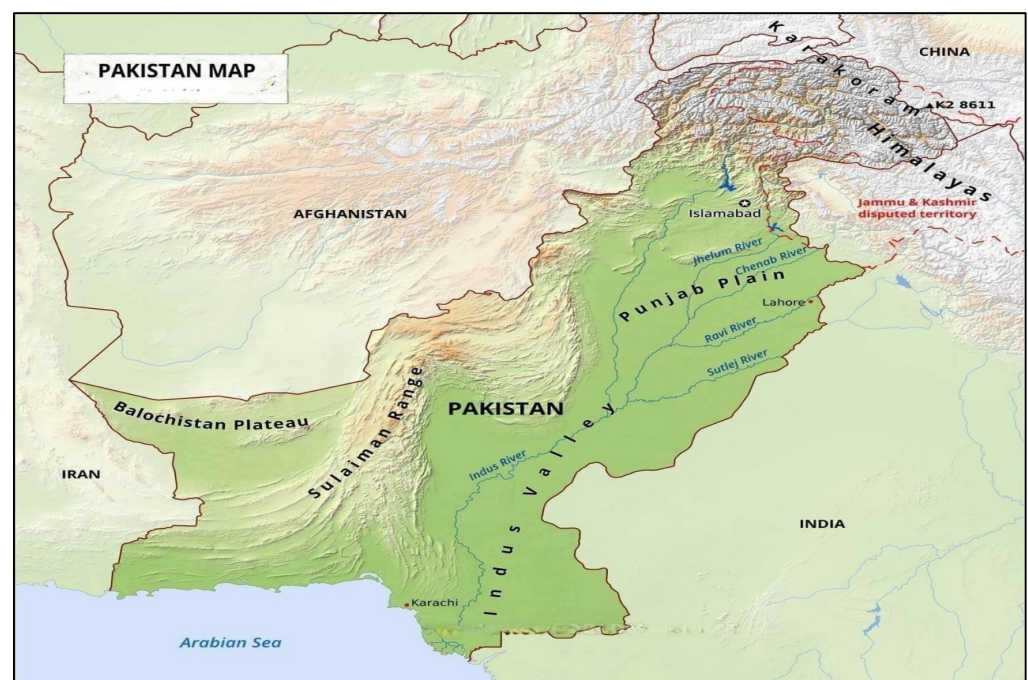 PAKISTAN MAP
Karakoram
CHINA
K2 8611
Himalayas
AFGHANISTAN
Islamabad
Jammu & Kashmir
disputed territory
Jhelum River
Chenab River
Punjab Plain
Lahore
Ravi River
Sutlej River
PAKISTAN
Balochistan Plateau
Sulaiman Range
IRAN
Indus River
Indus Valley
INDIA
Karachi
Arabian Sea